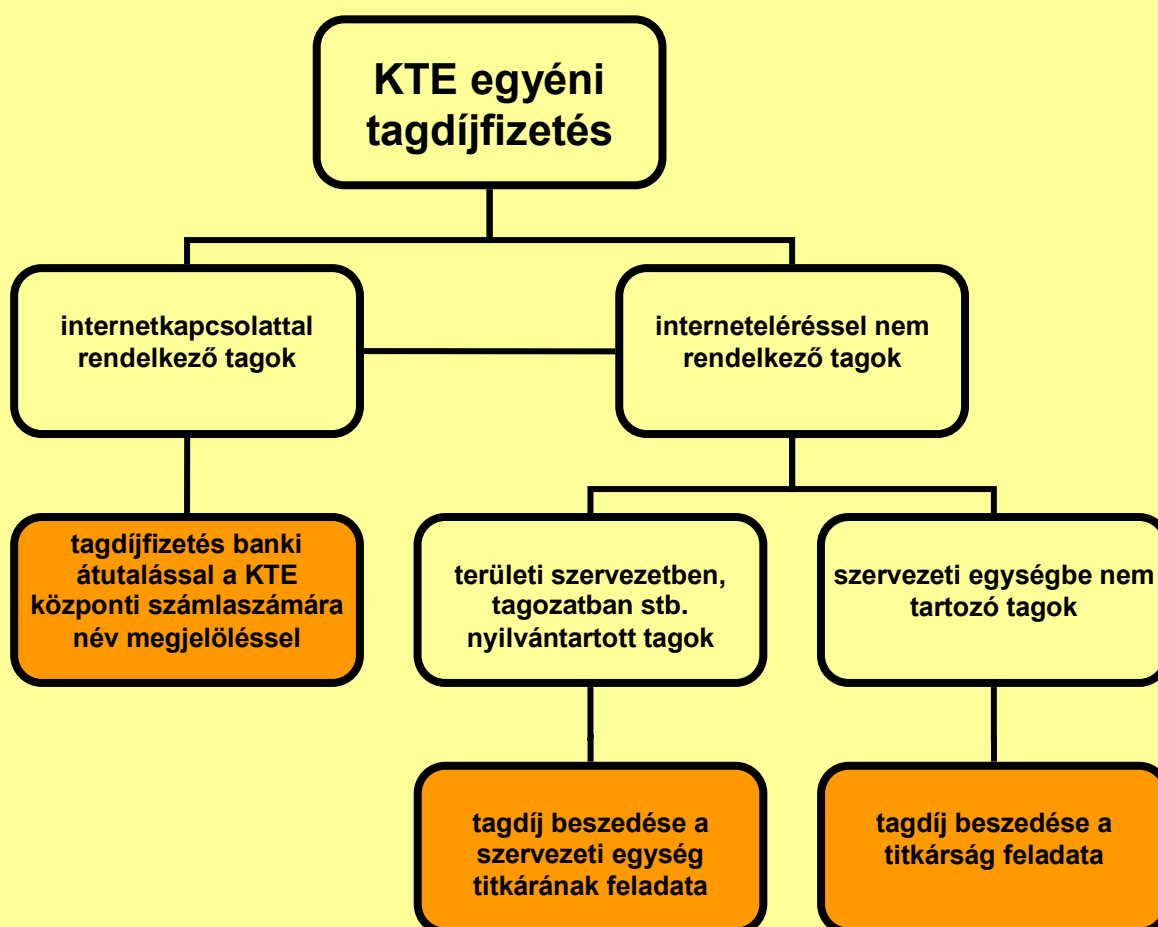 KTE egyéni
tagdíjfizetés
internetkapcsolattal
rendelkező tagok
interneteléréssel nem
rendelkező tagok
tagdíjfizetés banki
átutalással a KTE
központi számlaszámára
név megjelöléssel
területi szervezetben,
tagozatban stb.
nyilvántartott tagok
szervezeti egységbe nem
tartozó tagok
tagdíj beszedése a
szervezeti egység
titkárának feladata
tagdíj beszedése a
titkárság feladata